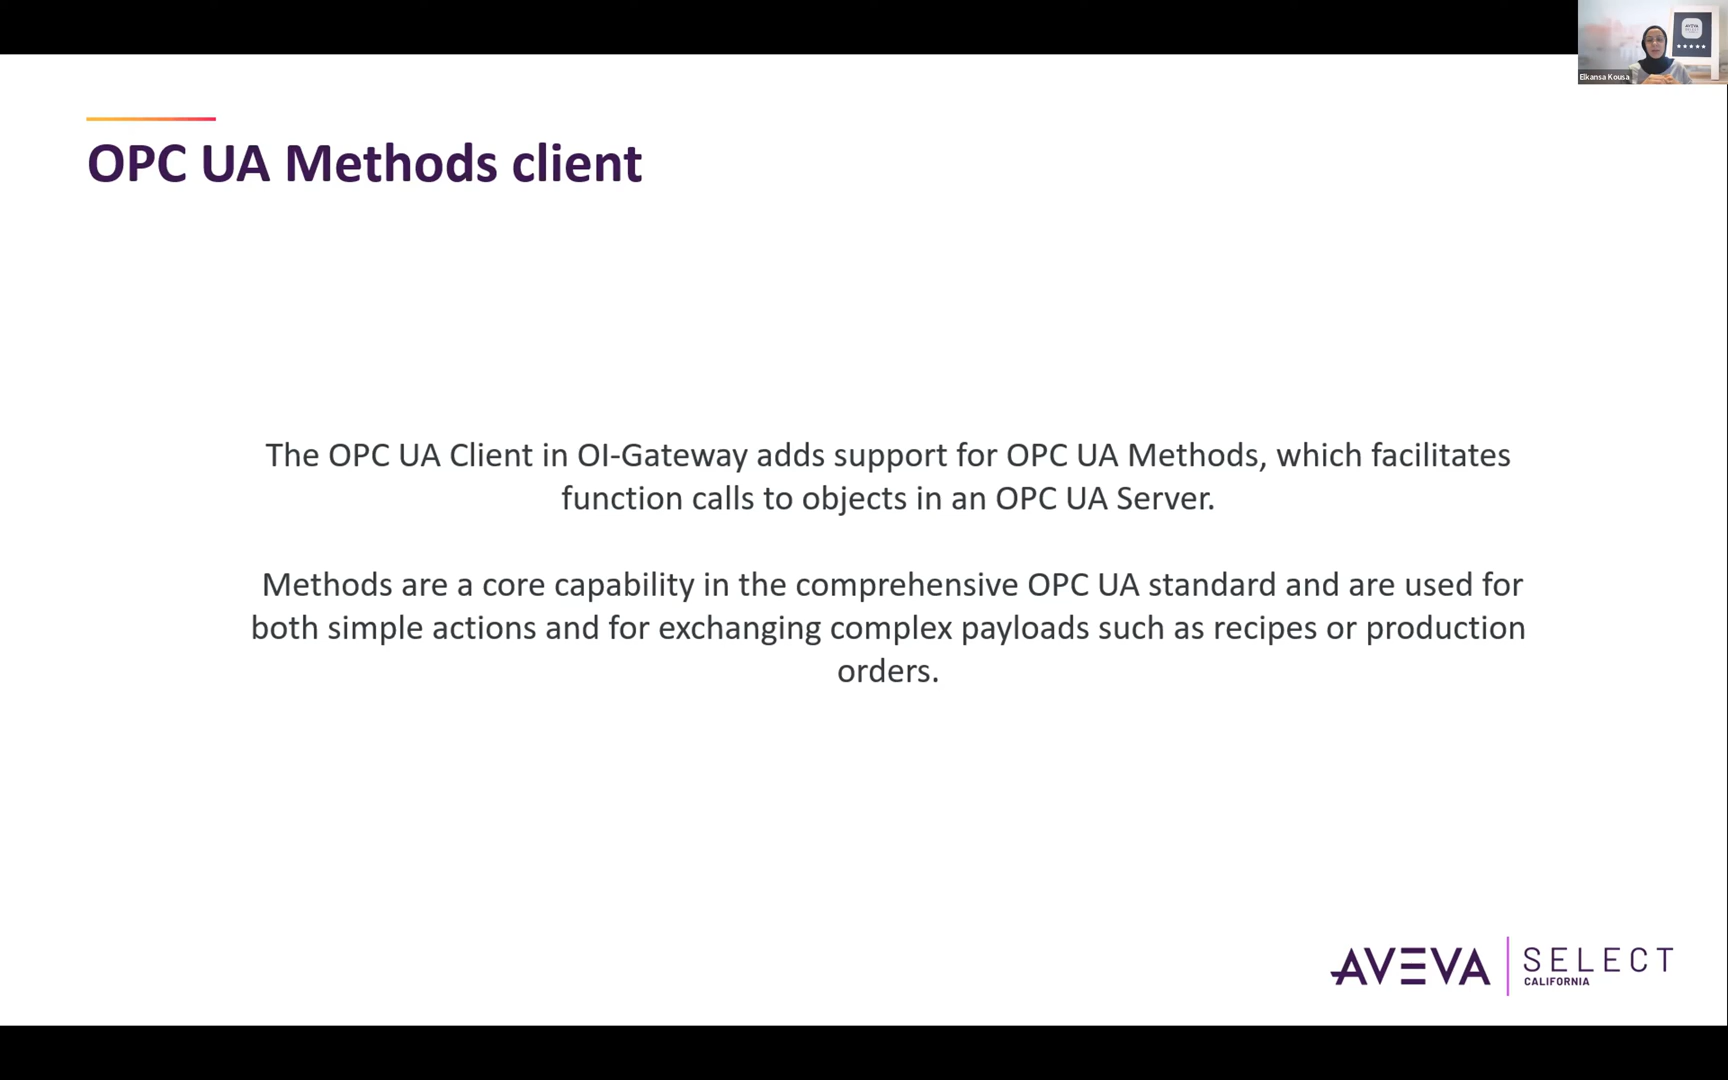 AVEVA
Elkansa Kousa
OPC UA Methods client
The OPC UA Client in OI-Gateway adds support for OPC UA Methods, which facilitates
function calls to objects in an OPC UA Server.
Methods are a core capability in the comprehensive OPC UA standard and are used for
both simple actions and for exchanging complex payloads such as recipes or production
orders.
AVEVA SELECT
CALIFORNIA